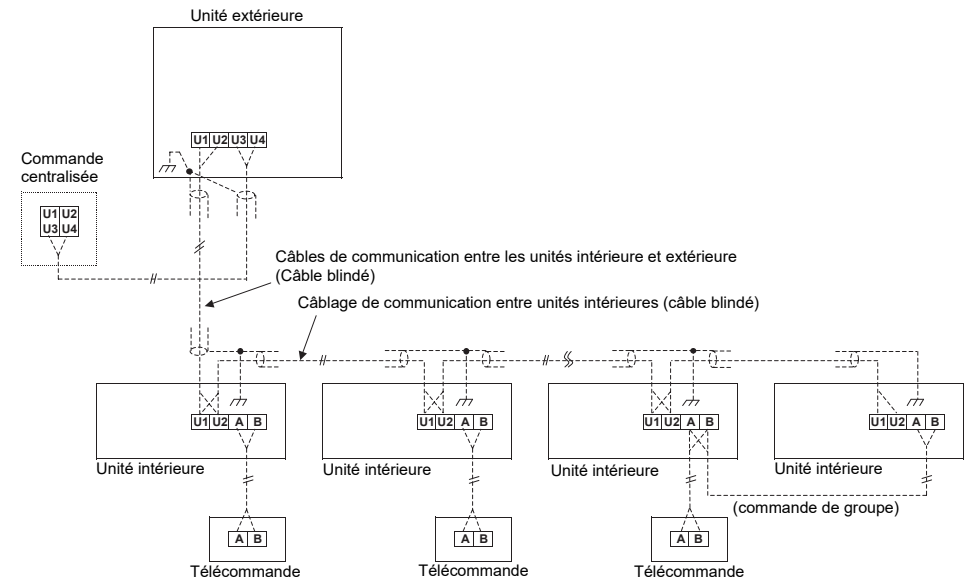 Unité extérieure
U1 U2 U3 U4
Commande
centralisée
U1 U2
U3 U4
Câbles de communication entre les unités intérieure et extérieure
(Câble blindé)
Câblage de communication entre unités intérieures (câble blindé)
U1 U2 A B
U1 U2 A B
U1 U2 A B
U1 U2 A B
Unité intérieure
Unité intérieure
Unité intérieure
Unité intérieure
(commande de groupe)
A B
A B
A B
Télécommande
Télécommande
Télécommande